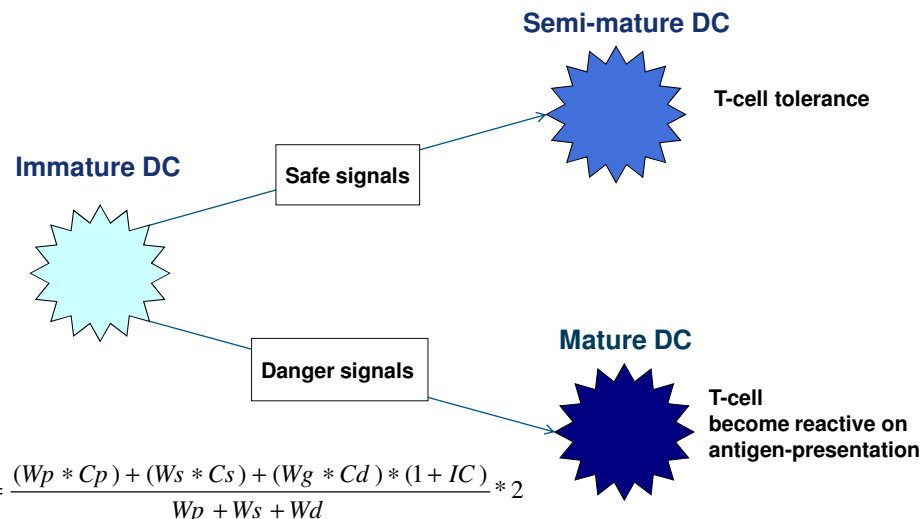 Semi-mature DC
T-cell tolerance
Immature DC
Safe signals
Mature DC
Danger signals
T-cell
become reactive on
antigen-presentation
= \frac{(Wp * Cp) + (Ws * Cs) + (Wg * Cd) * (1 + IC)}{Wp + Ws + Wd} * 2